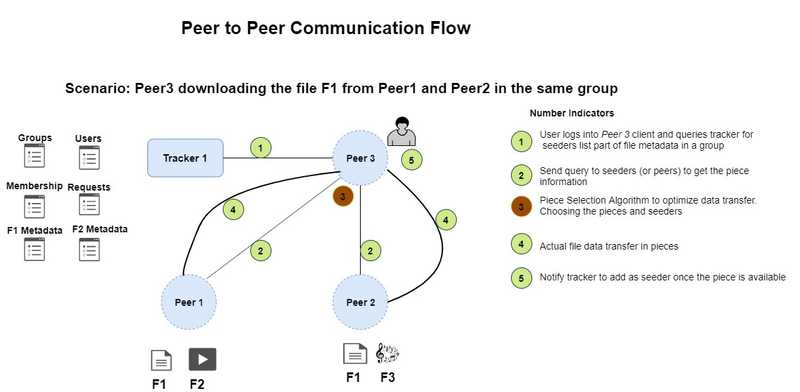 Peer to Peer Communication Flow
Scenario: Peer3 downloading the file F1 from Peer1 and Peer2 in the same group
Groups
Users
Membership
Requests
F1 Metadata
F2 Metadata
Tracker 1
1
Peer 3
5
3
4
4
2
2
Peer 1
Peer 2
F1
F2
F1
F3
Number Indicators
1
User logs into Peer 3 client and queries tracker for
seeders list part of file metadata in a group
2
Send query to seeders (or peers) to get the piece
information
3
Piece Selection Algorithm to optimize data transfer.
Choosing the pieces and seeders
4
Actual file data transfer in pieces
5
Notify tracker to add as seeder once the piece is available